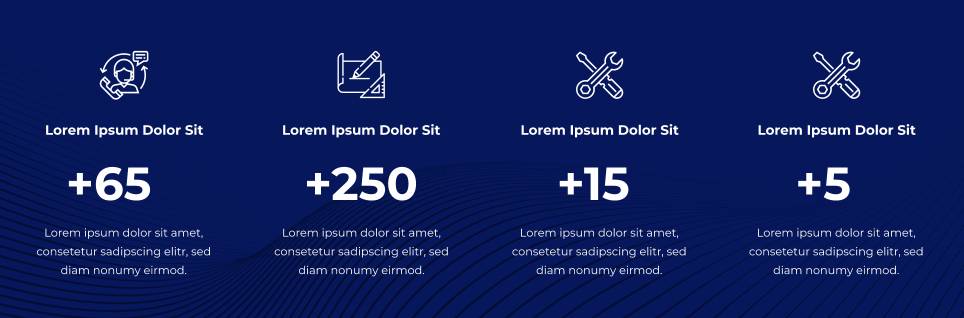 Lorem Ipsum Dolor Sit
+65
Lorem ipsum dolor sit amet,
consetetur sadipscing elitr, sed
diam nonumy eirmod.
Lorem Ipsum Dolor Sit
+250
Lorem ipsum dolor sit amet,
consetetur sadipscing elitr, sed
diam nonumy eirmod.
Lorem Ipsum Dolor Sit
+15
Lorem ipsum dolor sit amet,
consetetur sadipscing elitr, sed
diam nonumy eirmod.
Lorem Ipsum Dolor Sit
+5
Lorem ipsum dolor sit amet,
consetetur sadipscing elitr, sed
diam nonumy eirmod.